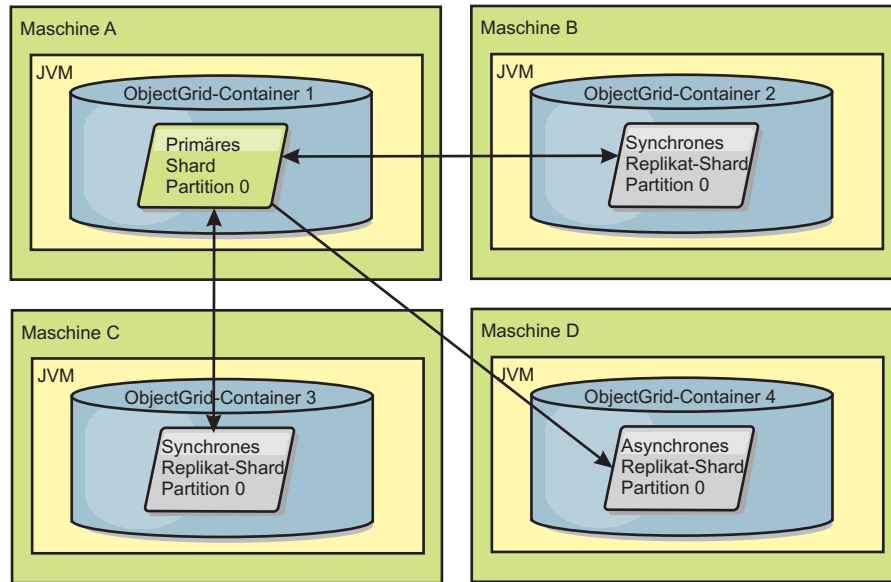 Maschine A
JVM
ObjectGrid-Container 1
Primäres
Shard
Partition 0
Maschine B
JVM
ObjectGrid-Container 2
Synchrones
Replikat-Shard
Partition 0
Maschine C
JVM
ObjectGrid-Container 3
Synchrones
Replikat-Shard
Partition 0
Maschine D
JVM
ObjectGrid-Container 4
Asynchrones
Replikat-Shard
Partition 0